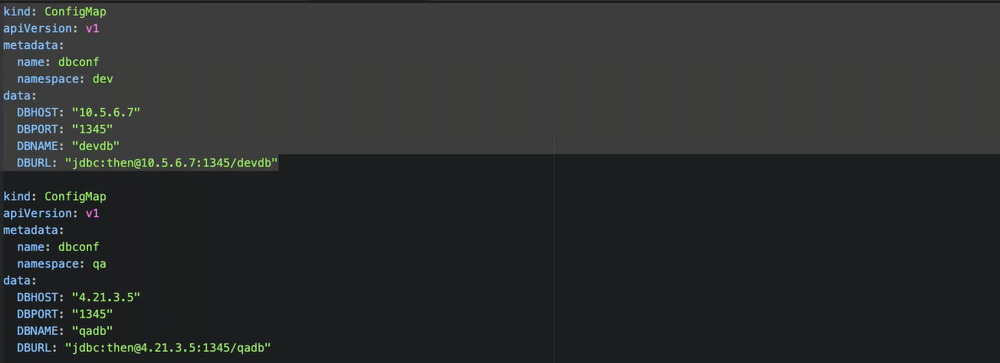 kind: ConfigMap
apiVersion: v1
metadata:
  name: dbconf
  namespace: dev
data:
  DBHOST: "10.5.6.7"
  DBPORT: "1345"
  DBNAME: "devdb"
  DBURL: "jdbc:then@10.5.6.7:1345/devdb"

kind: ConfigMap
apiVersion: v1
metadata:
  name: dbconf
  namespace: qa
data:
  DBHOST: "4.21.3.5"
  DBPORT: "1345"
  DBNAME: "qadb"
  DBURL: "jdbc:then@4.21.3.5:1345/qadb"